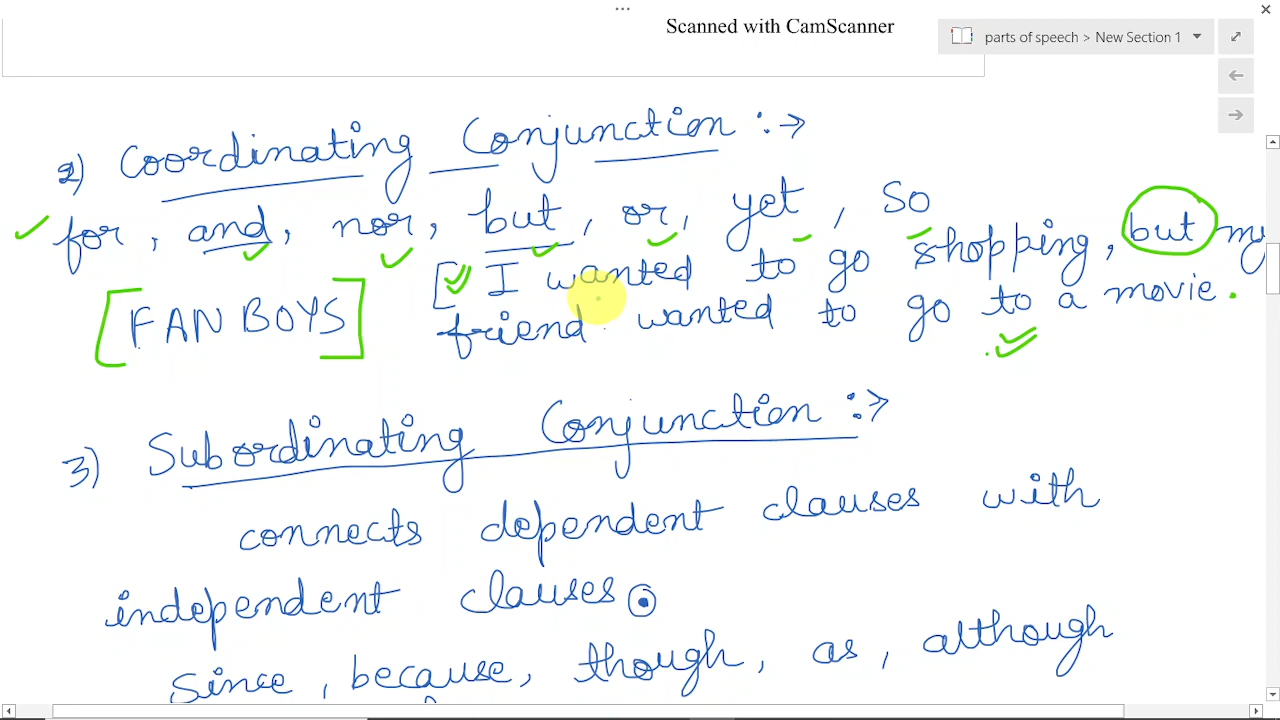 Scanned with CamScanner
parts of speech > New Section 1
2) Coordinating Conjunction :→
for, and, nor, but, or, yet, so
[FANBOYS]
[ I wanted to go shopping, but my
friend wanted to go to a movie.
3) Subordinating Conjunction :→
connects dependent clauses with
independent clauses.
since, because, though, as, although